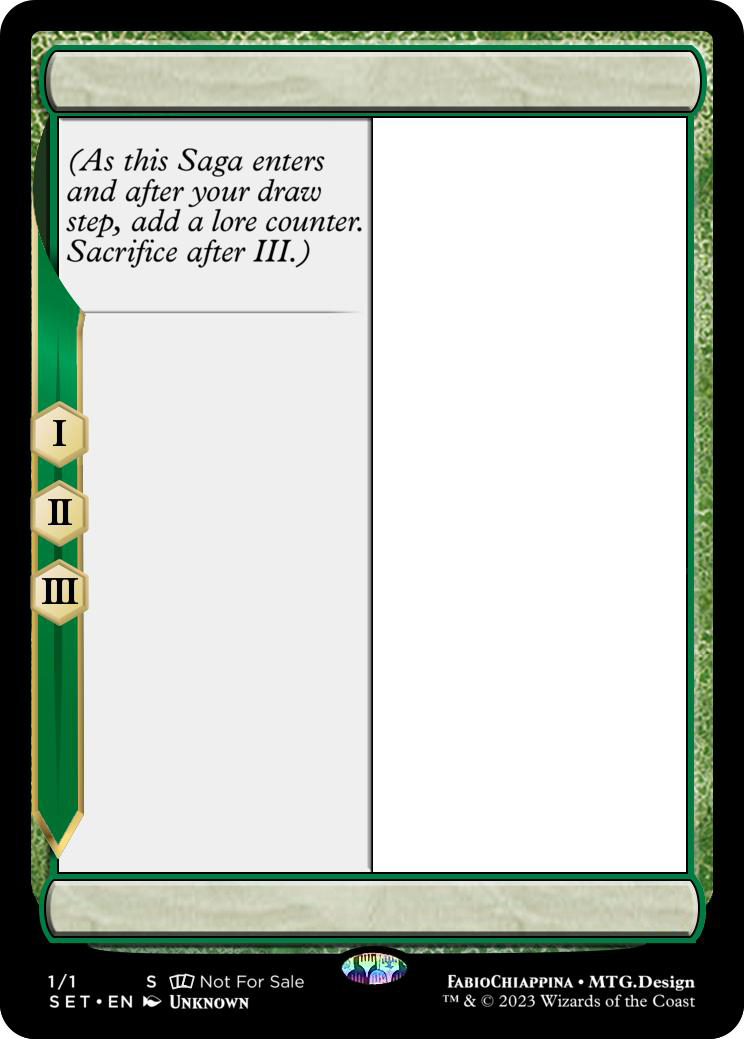 (As this Saga enters
and after your draw
step, add a lore counter.
Sacrifice after III.)
I
II
III
1/1 S Not For Sale
SET • EN Unknown
FabioChiappina • MTG.Design
™ & © 2023 Wizards of the Coast